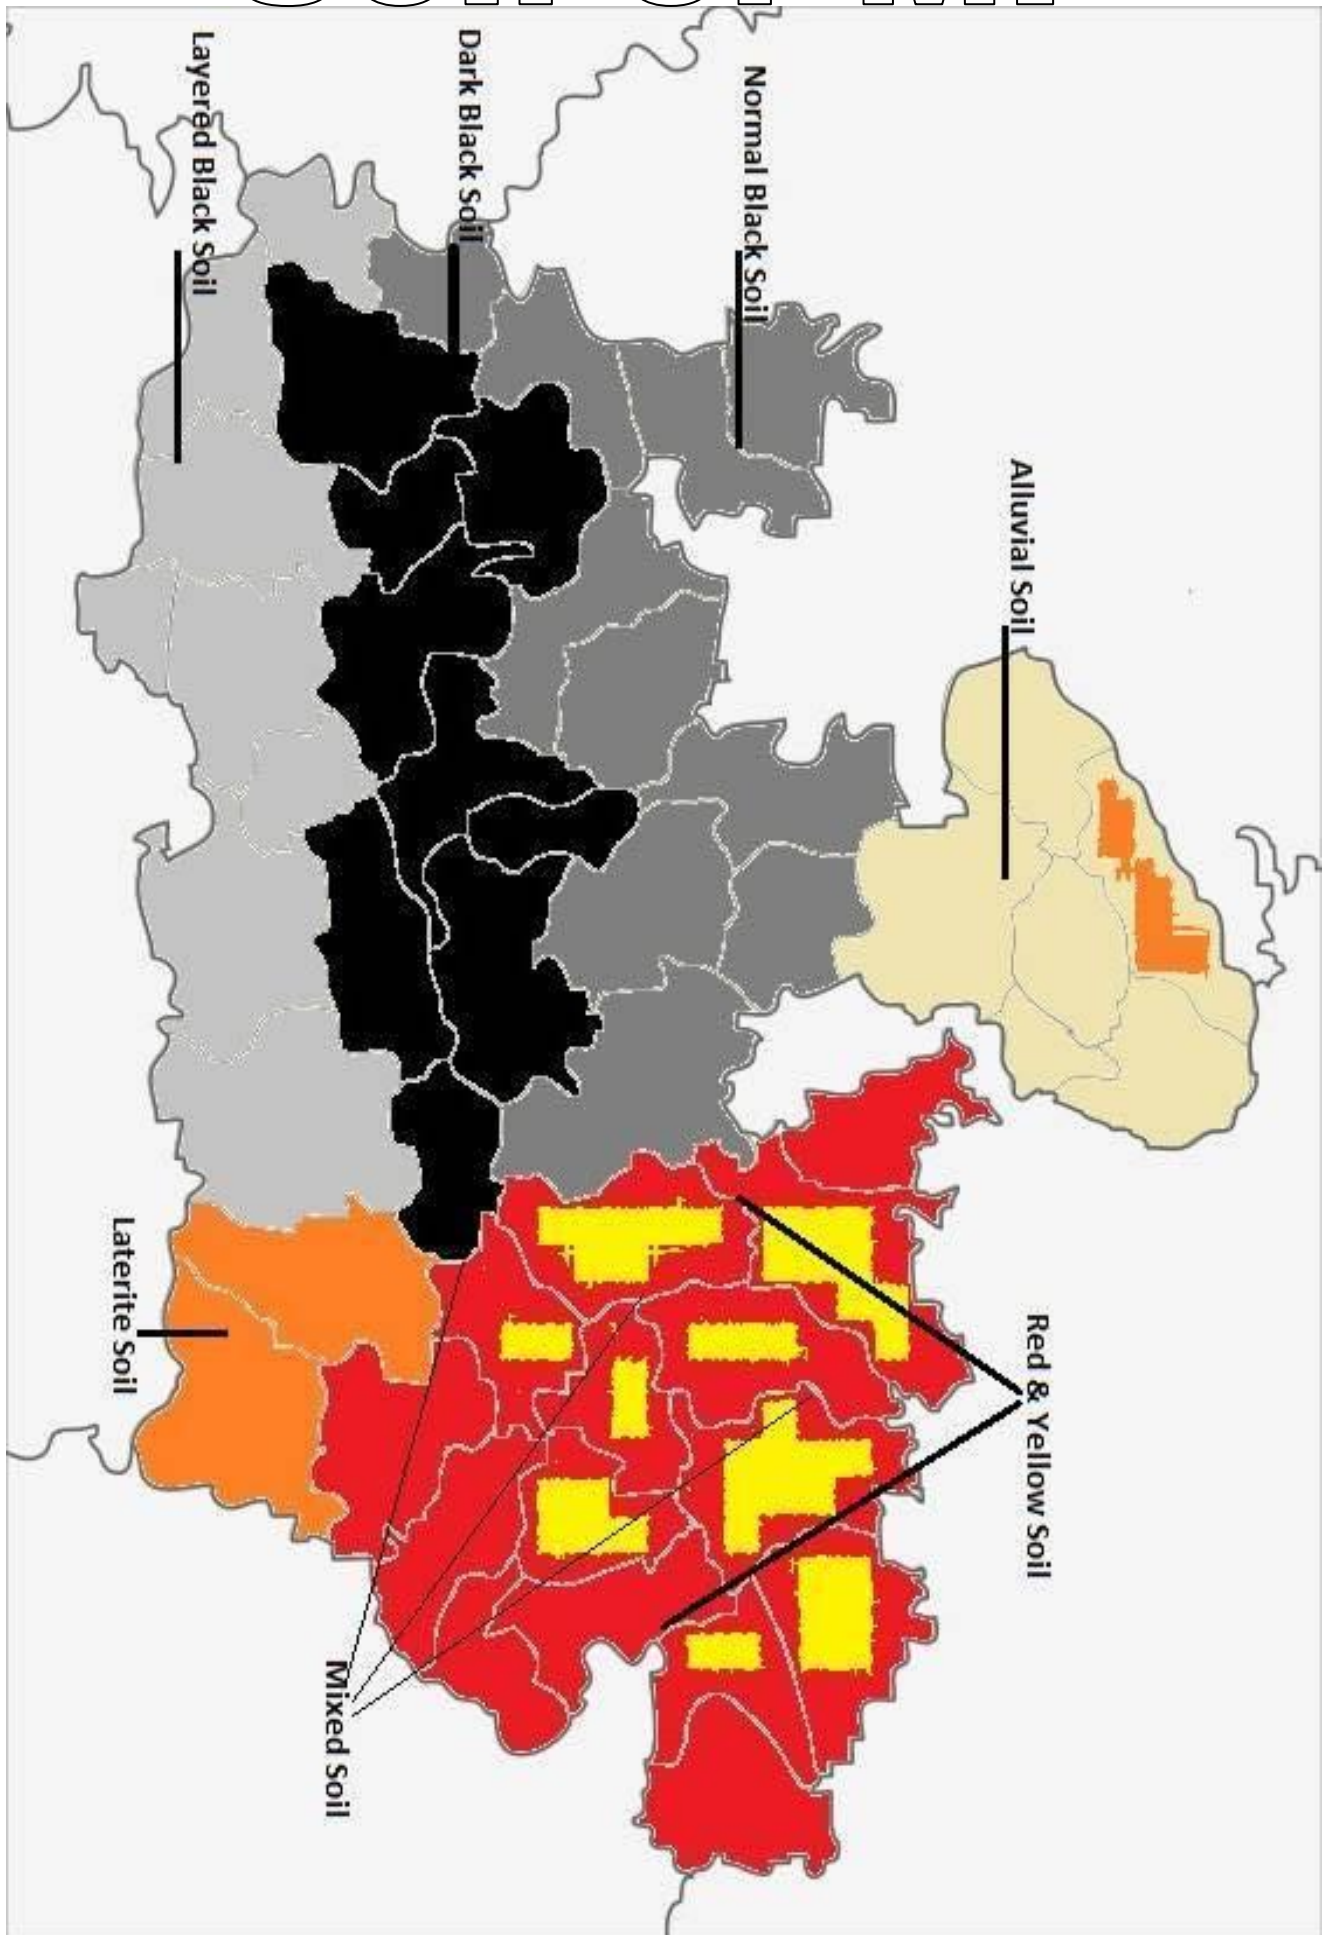 Alluvial Soil
Red & Yellow Soil
Normal Black Soil
Dark Black Soil
Mixed Soil
Layered Black Soil
Laterite Soil